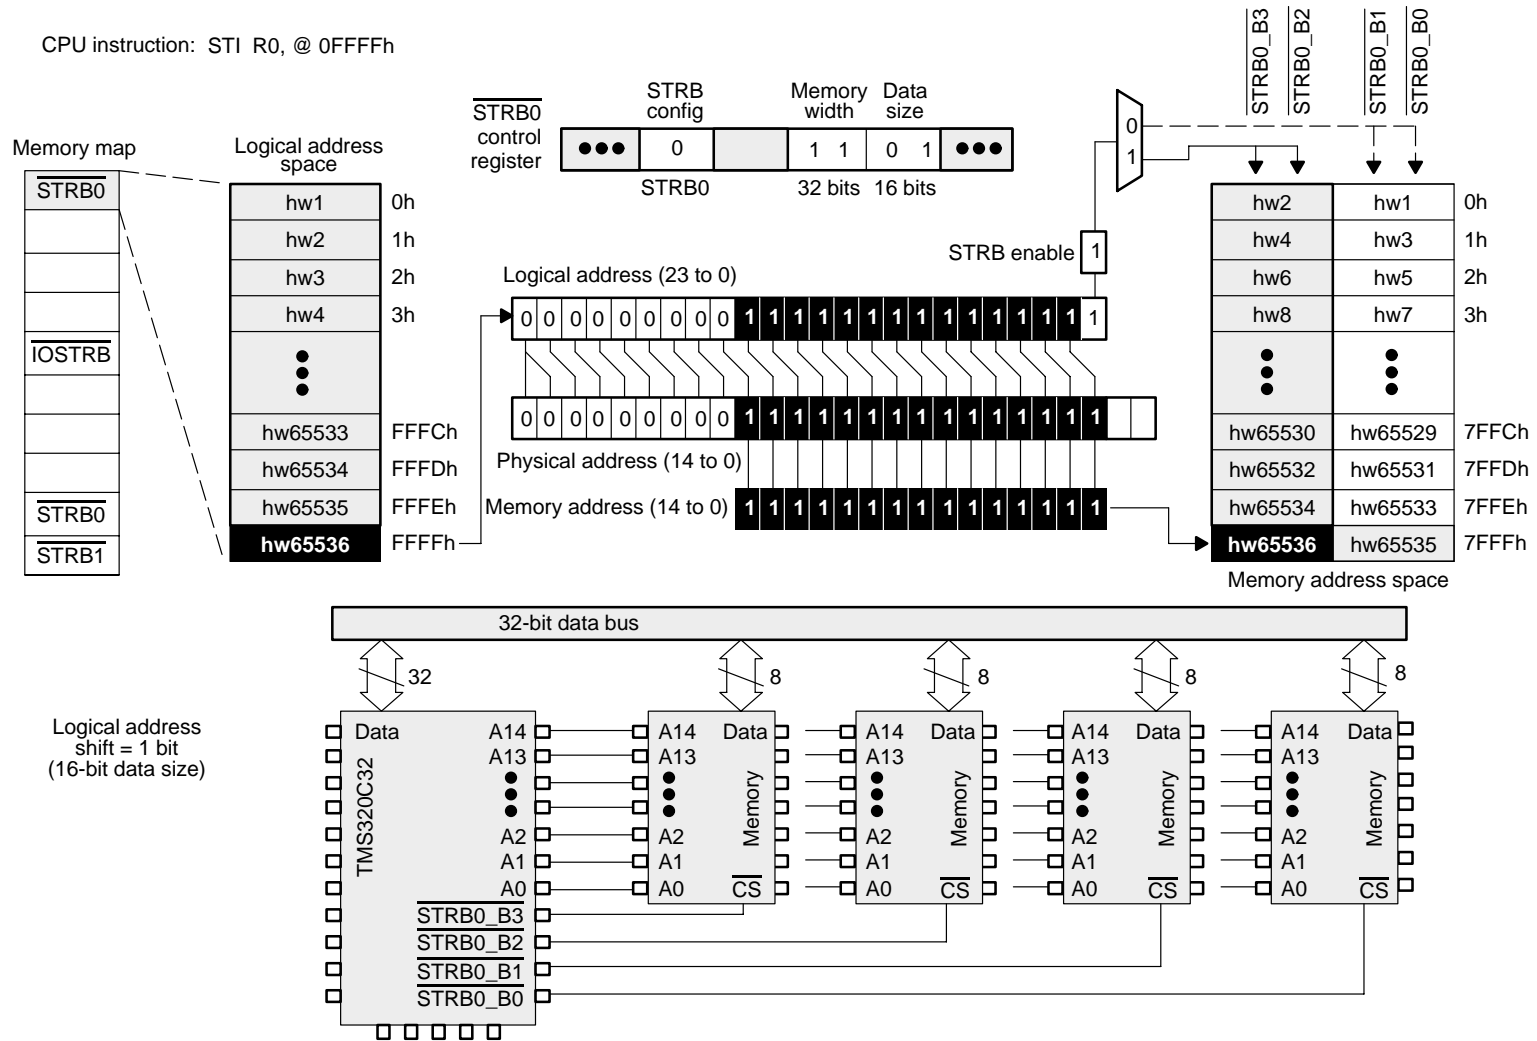 CPU instruction: STI R0, @ 0FFFFh
STRB0_B3
STRB0_B2
STRB0_B1
STRB0_B0
STRB0
control
register
STRB
config
Memory
width
Data
size
0
1 1
0 1
STRB0
32 bits
16 bits
0
1
Memory map
STRB0
IOSTRB
STRB0
STRB1
Logical address
space
hw1 0h
hw2 1h
hw3 2h
hw4 3h
hw65533 FFFCh
hw65534 FFFDh
hw65535 FFFEh
hw65536 FFFFh
STRB enable 1
Logical address (23 to 0)
0 0 0 0 0 0 0 0 0 1 1 1 1 1 1 1 1 1 1 1 1 1 1 1
0 0 0 0 0 0 0 0 0 1 1 1 1 1 1 1 1 1 1 1 1 1 1 1
Physical address (14 to 0)
Memory address (14 to 0) 1 1 1 1 1 1 1 1 1 1 1 1 1 1 1
hw2 hw1 0h
hw4 hw3 1h
hw6 hw5 2h
hw8 hw7 3h
hw65530 hw65529 7FFCh
hw65532 hw65531 7FFDh
hw65534 hw65533 7FFEh
hw65536 hw65535 7FFFh
Memory address space
32-bit data bus
32
8
8
8
8
Logical address
shift = 1 bit
(16-bit data size)
Data
TMS320C32
A14
A13
A2
A1
A0
STRB0_B3
STRB0_B2
STRB0_B1
STRB0_B0
A14 Data
A13
Memory
A2
A1
A0 CS
A14 Data
A13
Memory
A2
A1
A0 CS
A14 Data
A13
Memory
A2
A1
A0 CS
A14 Data
A13
Memory
A2
A1
A0 CS